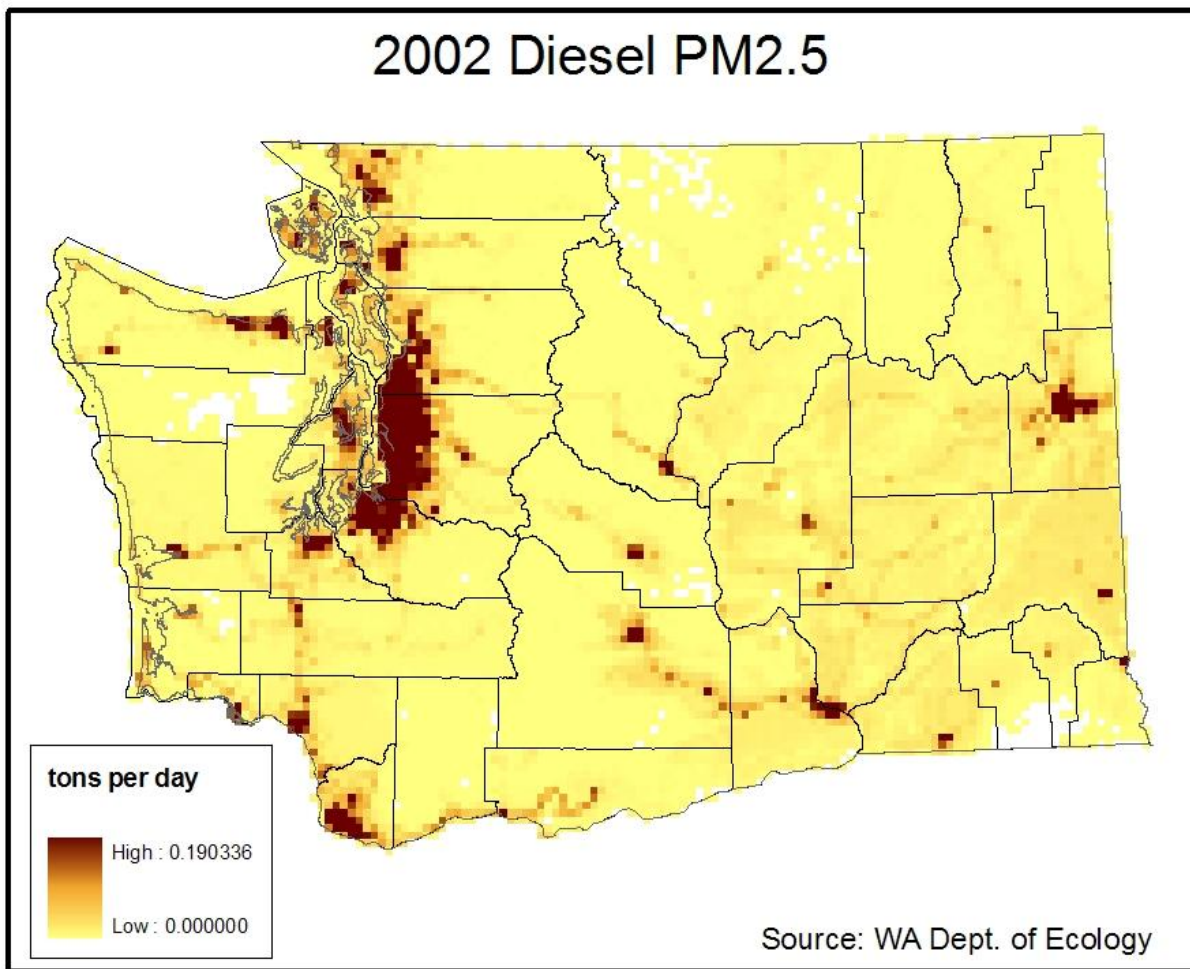 2002 Diesel PM2.5
tons per day
High : 0.190336
Low : 0.000000
Source: WA Dept. of Ecology